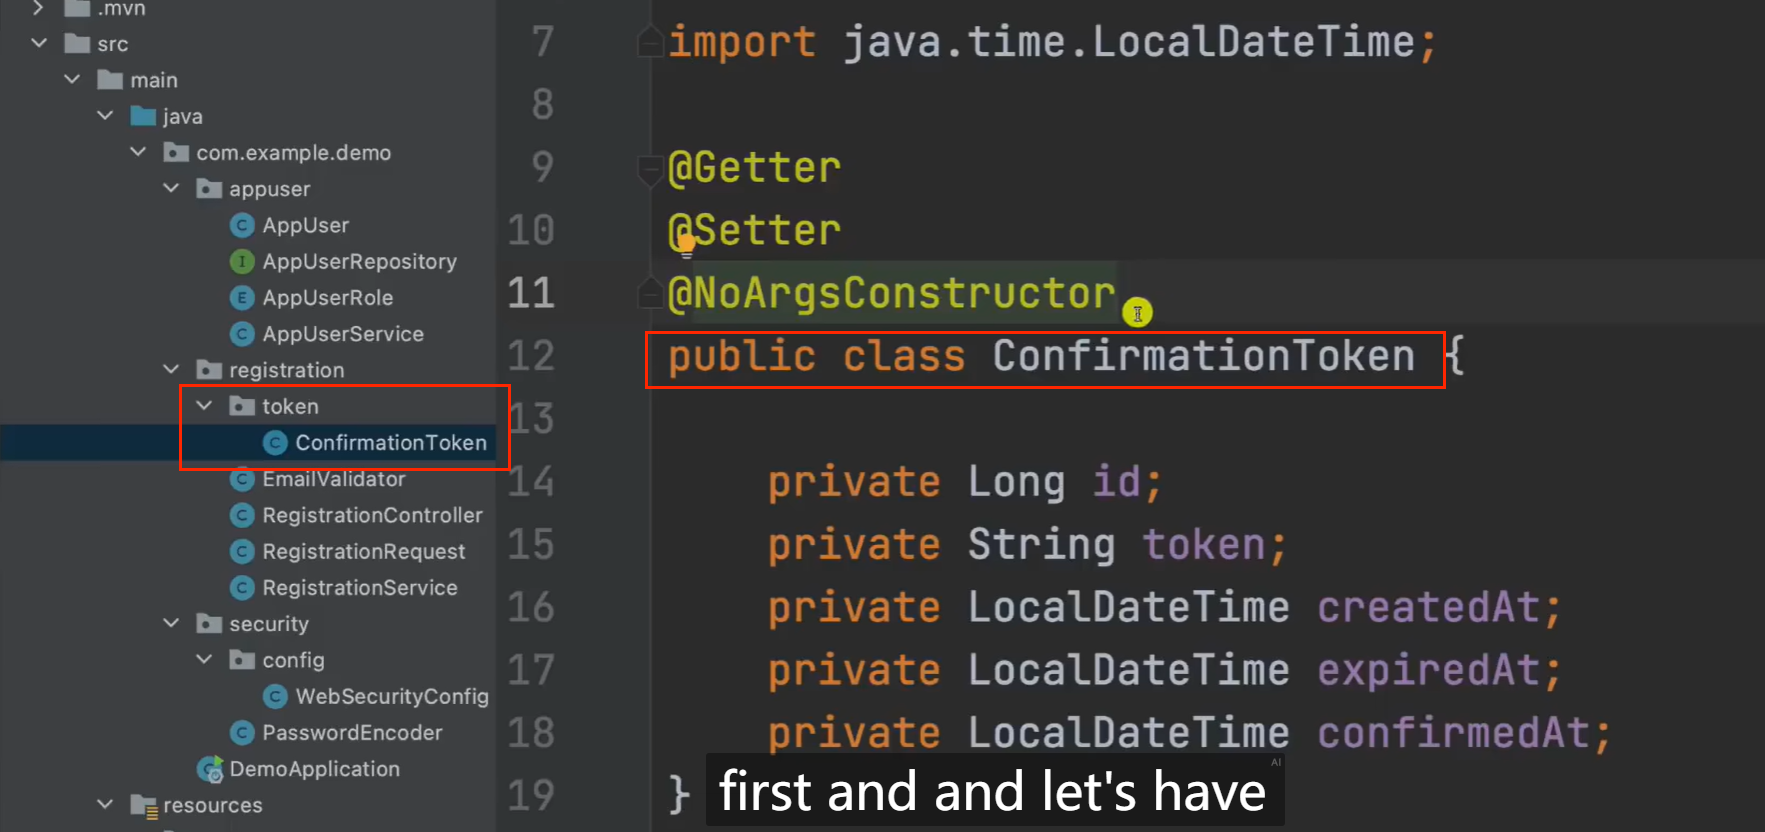 .mvn
src
main
java
com.example.demo
appuser
AppUser
AppUserRepository
AppUserRole
AppUserService
registration
token
ConfirmationToken
EmailValidator
RegistrationController
RegistrationRequest
RegistrationService
security
config
WebSecurityConfig
PasswordEncoder
DemoApplication
resources
7 import java.time.LocalDateTime;
8
9 @Getter
10 @Setter
11 @NoArgsConstructor
12 public class ConfirmationToken {
13
14 private Long id;
15 private String token;
16 private LocalDateTime createdAt;
17 private LocalDateTime expiredAt;
18 private LocalDateTime confirmedAt;
19 }
first and and let's have
AI